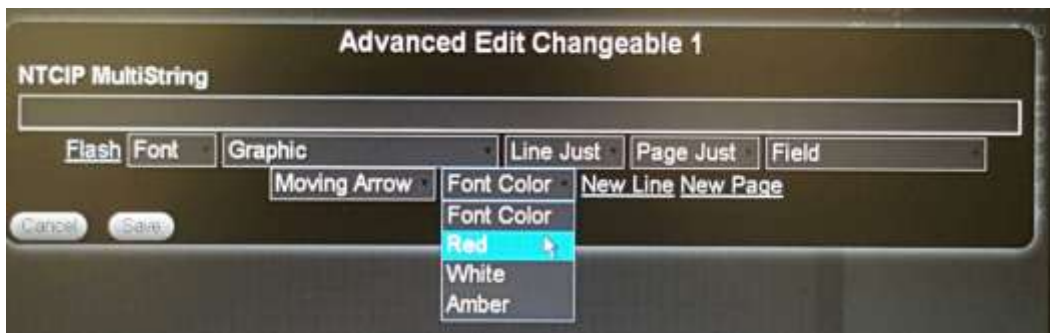 Advanced Edit Changeable 1
NTCIP MultiString
Flash Font Graphic Line Just Page Just Field
Moving Arrow Font Color New Line New Page
Cancel Save
Font Color
Red
White
Amber